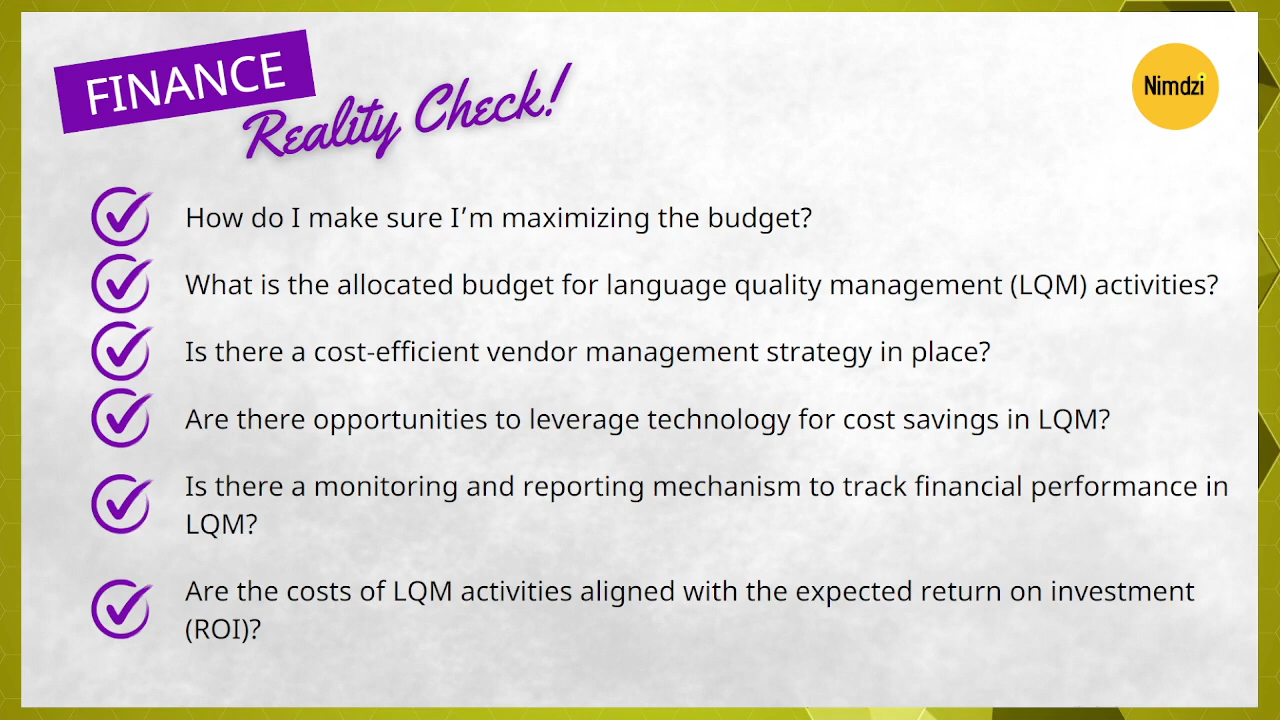 FINANCE
Reality Check!
Nimdzi
How do I make sure I’m maximizing the budget?
What is the allocated budget for language quality management (LQM) activities?
Is there a cost-efficient vendor management strategy in place?
Are there opportunities to leverage technology for cost savings in LQM?
Is there a monitoring and reporting mechanism to track financial performance in
LQM?
Are the costs of LQM activities aligned with the expected return on investment
(ROI)?